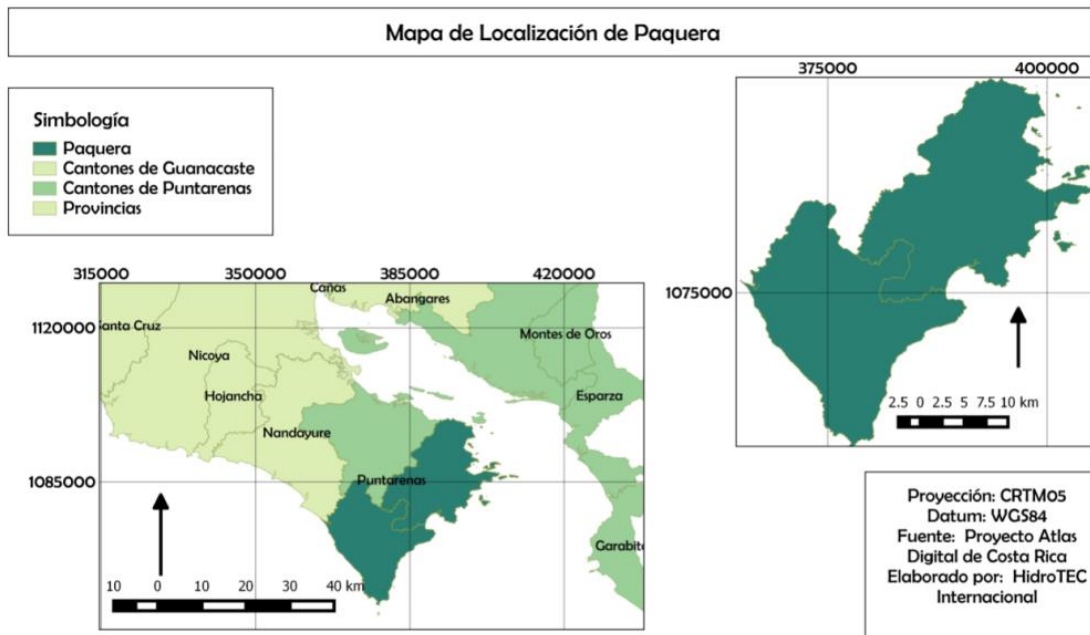 Mapa de Localización de Paquera
Simbología
Paquera
Cantones de Guanacaste
Cantones de Puntarenas
Provincias
315000 350000 385000 420000
1120000
1085000
Cañas
Abangares
anta Cruz
Montes de Oros
Nicoya
Hojancha
Esparza
Nandayure
Puntarenas
Garabit
10 0 10 20 30 40 km
375000 400000
1075000
2.5 0 2.5 5 7.5 10 km
Proyección: CRTM05
Datum: WGS84
Fuente: Proyecto Atlas
Digital de Costa Rica
Elaborado por: HidroTEC
Internacional